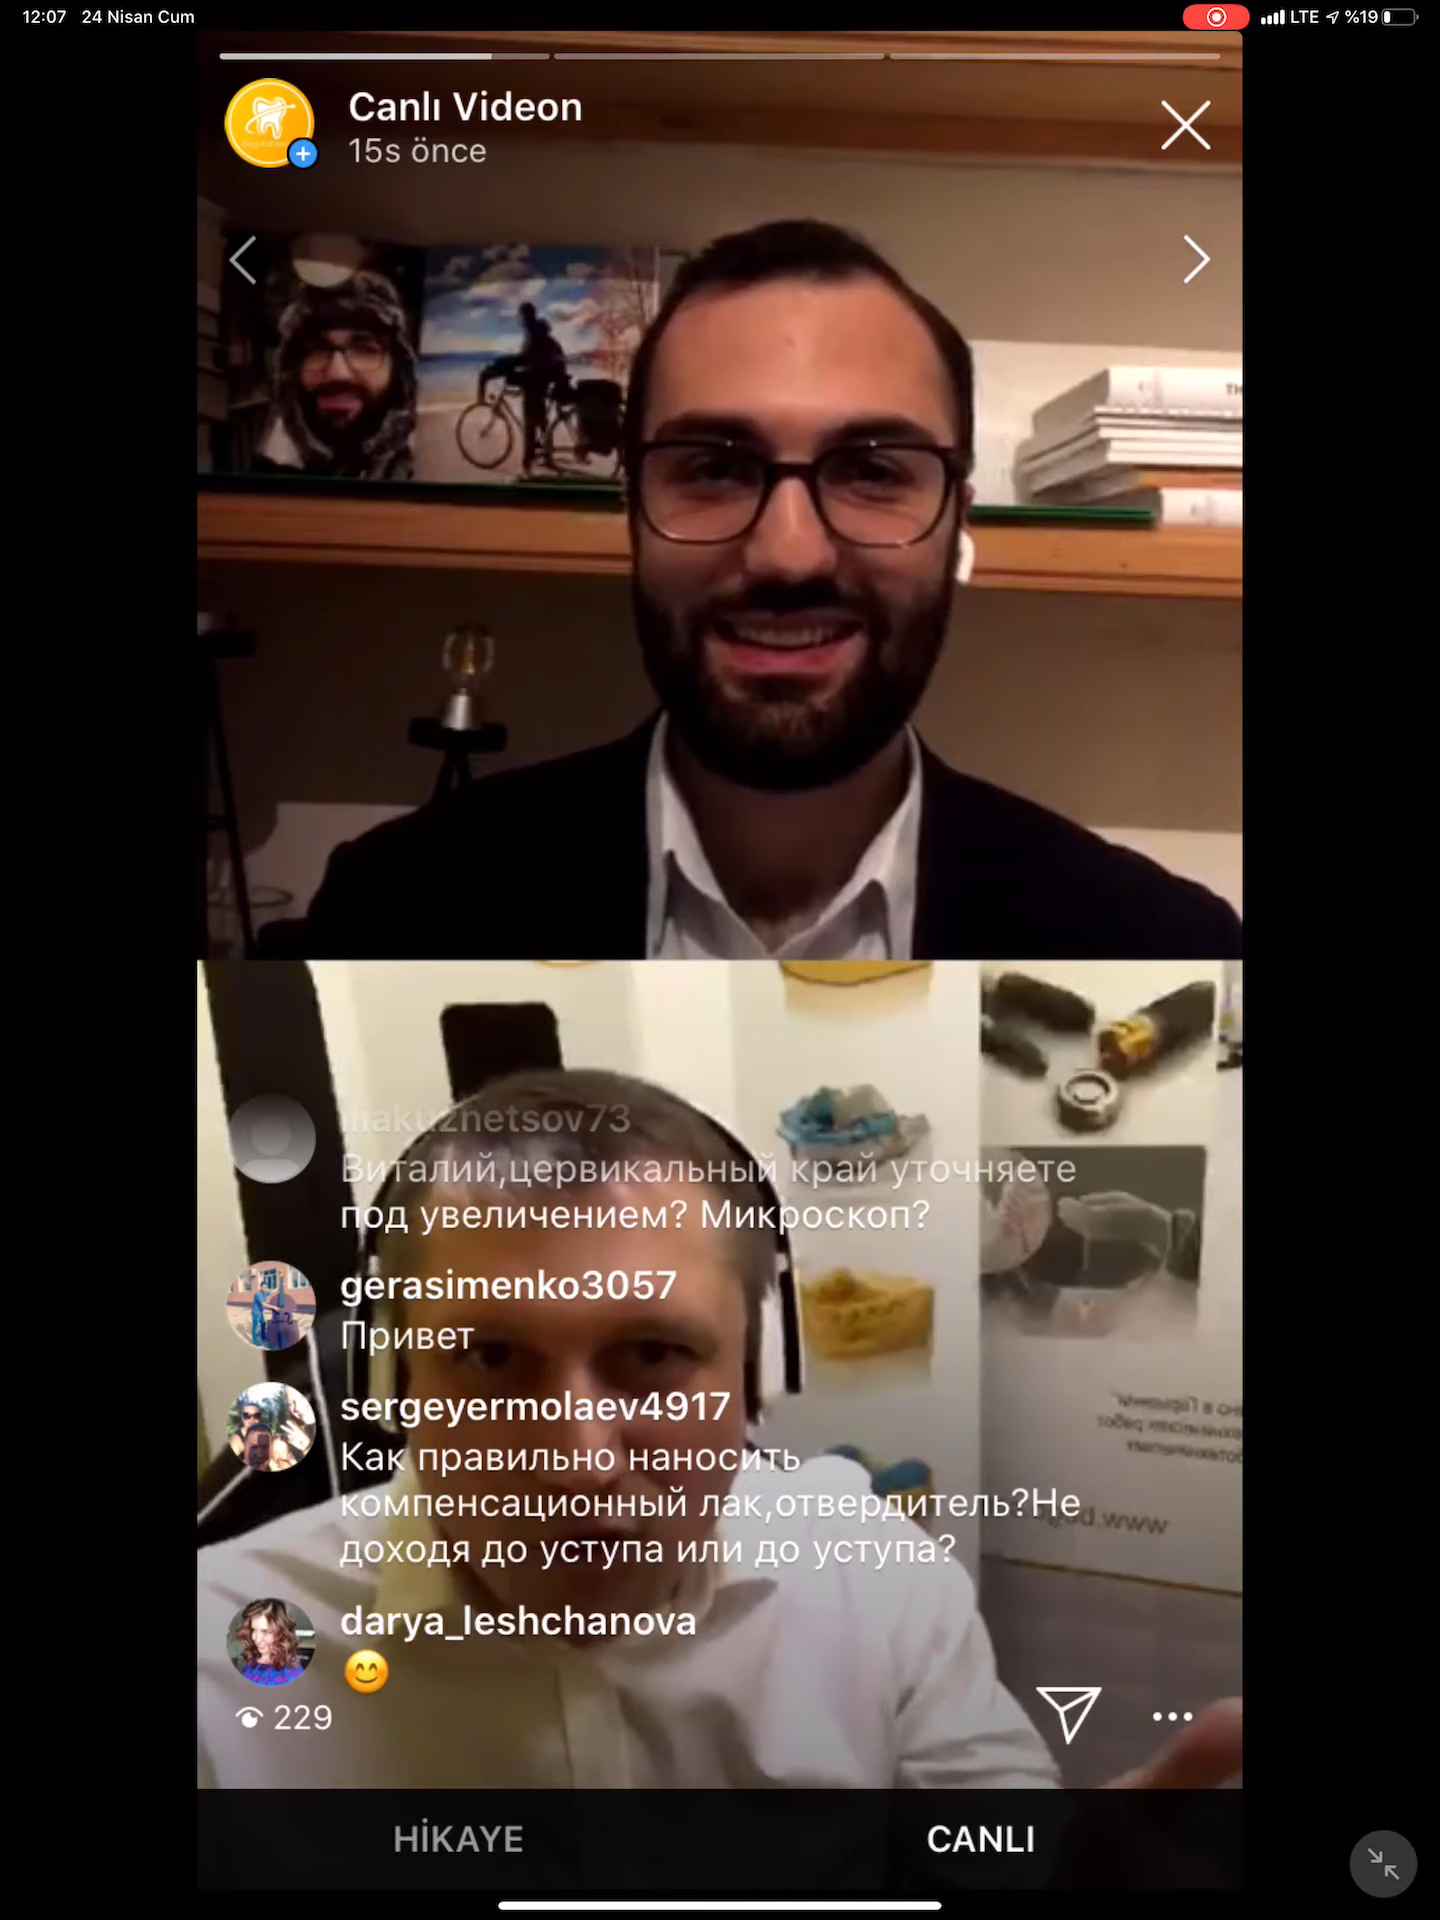 12:07 24 Nisan Cum
LTE %19
Canlı Videon
15s önce
TH
iliakuznetsov73
Виталий,цервикальный край уточняете
под увеличением? Микроскоп?
gerasimenko3057
Привет
sergeyermolaev4917
Как правильно наносить
компенсационный лак,отвердитель?Не
доходя до уступа или до уступа?
darya_leshchanova
😊
229
HİKAYE
CANLI